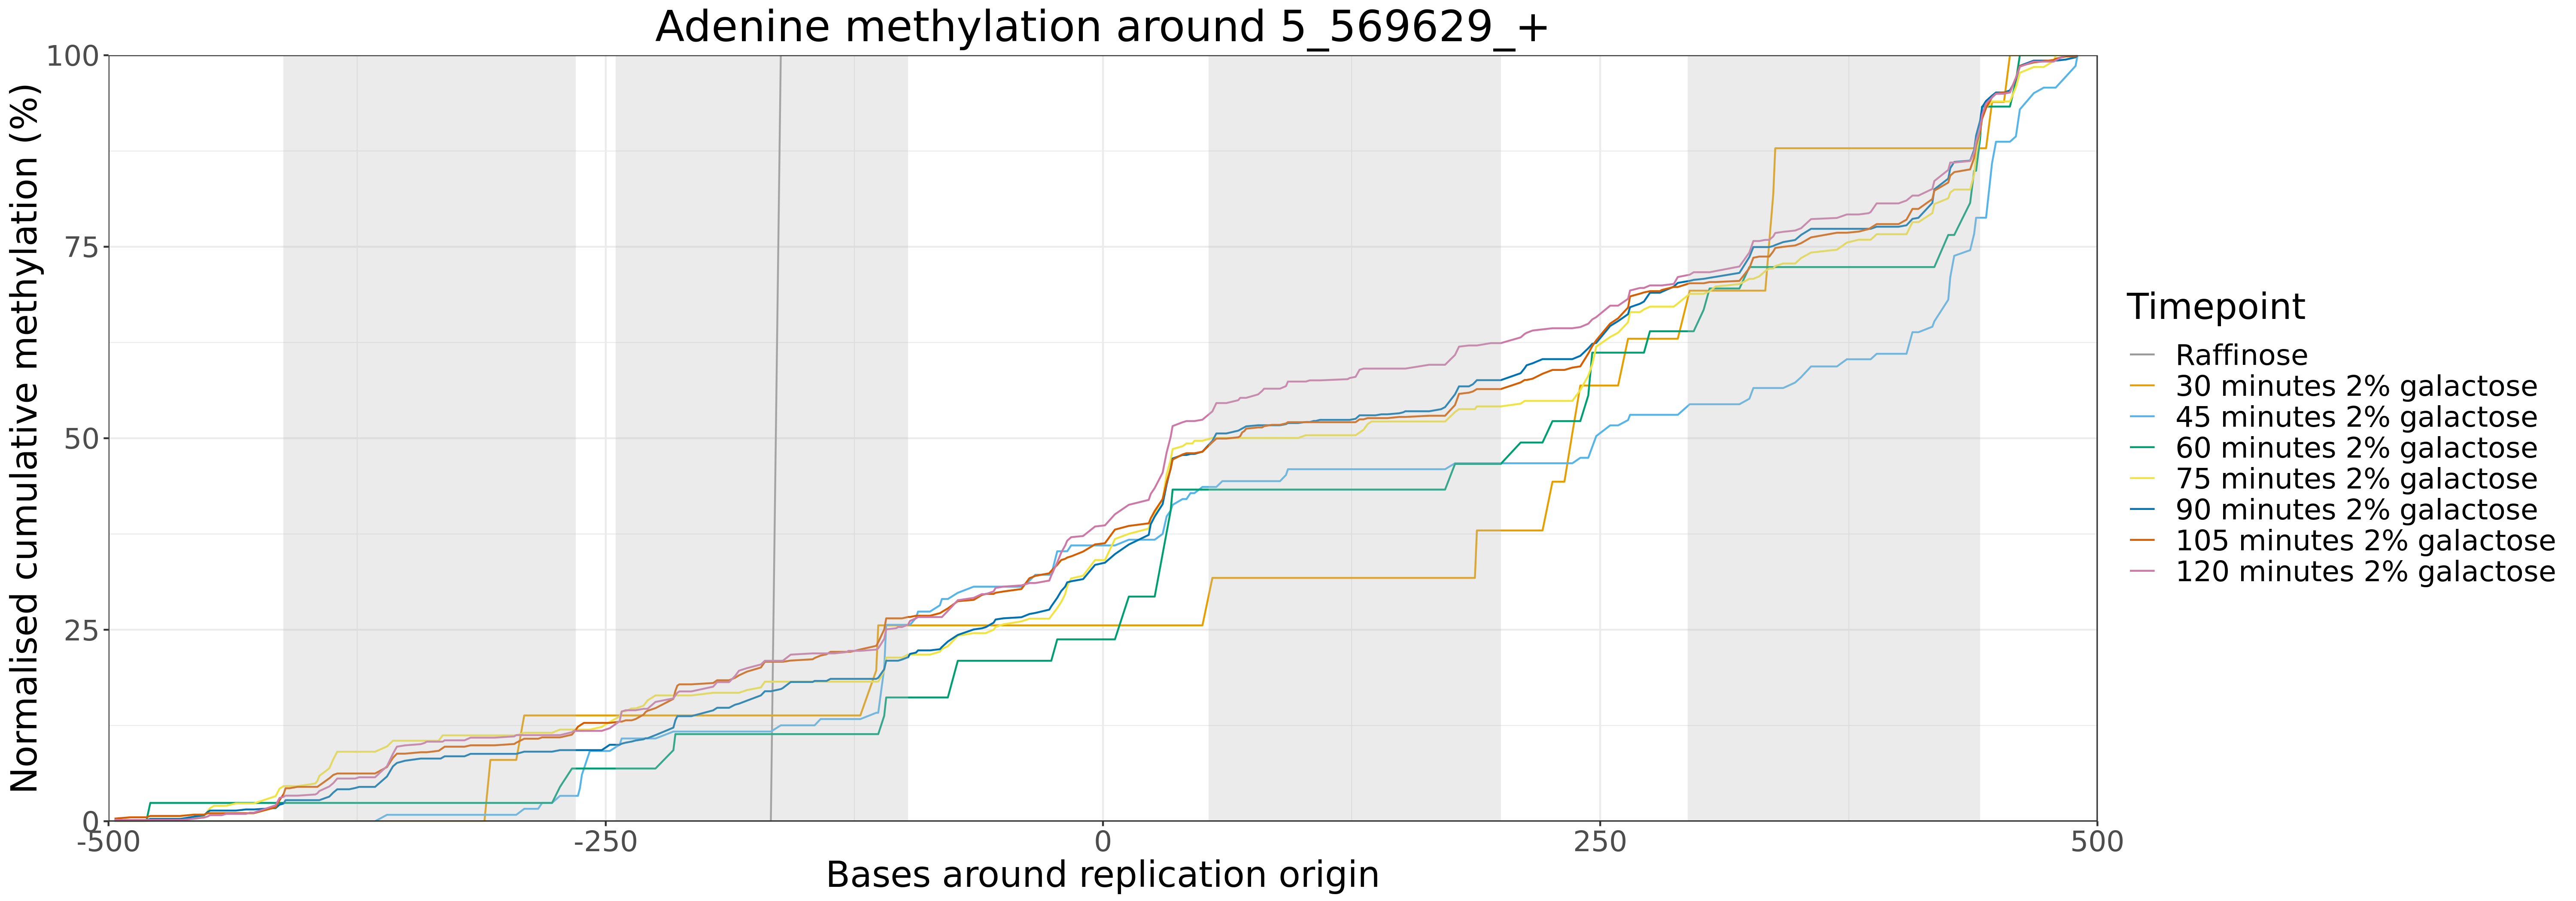 Adenine methylation around 5_569629_+
Normalised cumulative methylation (%)
100
75
50
25
0
-500
-250
0
250
500
Bases around replication origin
Timepoint
Raffinose
30 minutes 2% galactose
45 minutes 2% galactose
60 minutes 2% galactose
75 minutes 2% galactose
90 minutes 2% galactose
105 minutes 2% galactose
120 minutes 2% galactose